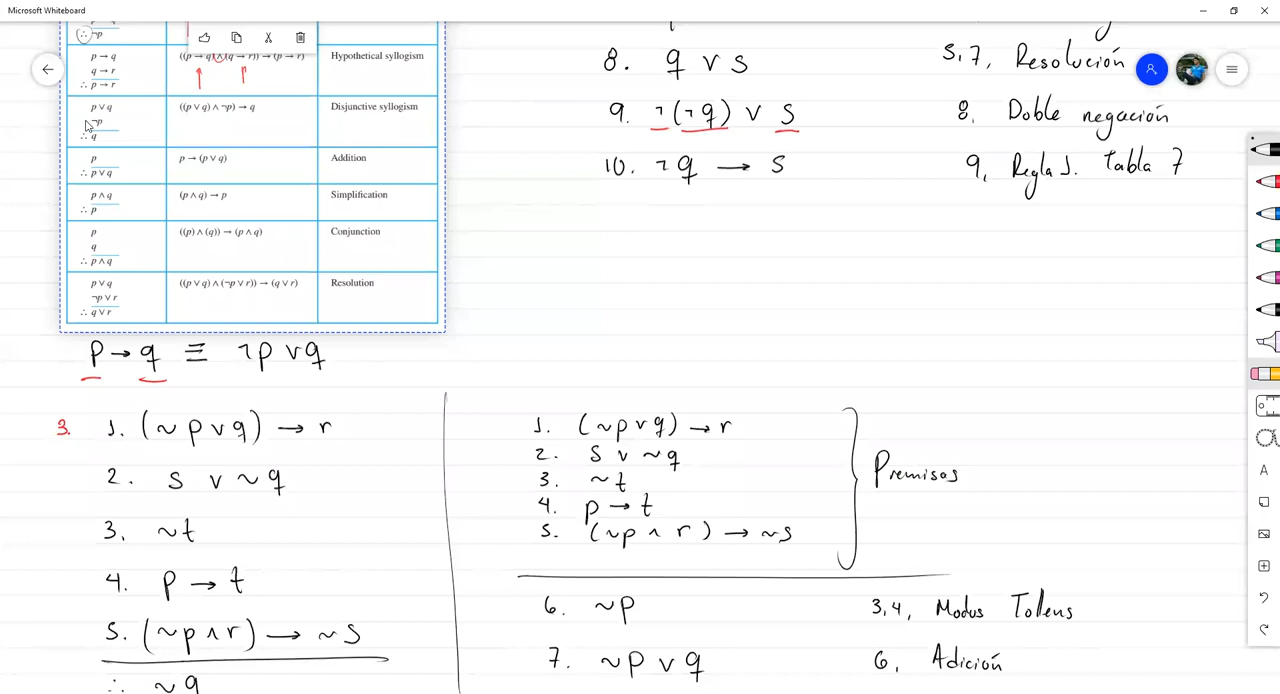 Microsoft Whiteboard
∴ ¬p
p → q
q → r
∴ p → r
((p → q) ∧ (q → r)) → (p → r)
Hypothetical syllogism
p ∨ q
¬p
∴ q
((p ∨ q) ∧ ¬p) → q
Disjunctive syllogism
p
∴ p ∨ q
p → (p ∨ q)
Addition
p ∧ q
∴ p
(p ∧ q) → p
Simplification
p
q
∴ p ∧ q
((p) ∧ (q)) → (p ∧ q)
Conjunction
p ∨ q
¬p ∨ r
∴ q ∨ r
((p ∨ q) ∧ (¬p ∨ r)) → (q ∨ r)
Resolution
8. q ∨ s 5,7, Resolución
9. ¬(¬q) ∨ s 8, Doble negación
10. ¬q → s 9, Regla 1. Tabla 7
p → q ≡ ¬p ∨ q
3. 1. (~p ∨ q) → r
2. s ∨ ~q
3. ~t
4. p → t
5. (~p ∧ r) → ~s
∴ ~q
1. (~p ∨ q) → r
2. s ∨ ~q
3. ~t
4. p → t
5. (~p ∧ r) → ~s
Premisas
6. ~p 3,4, Modus Tollens
7. ~p ∨ q 6, Adición
A